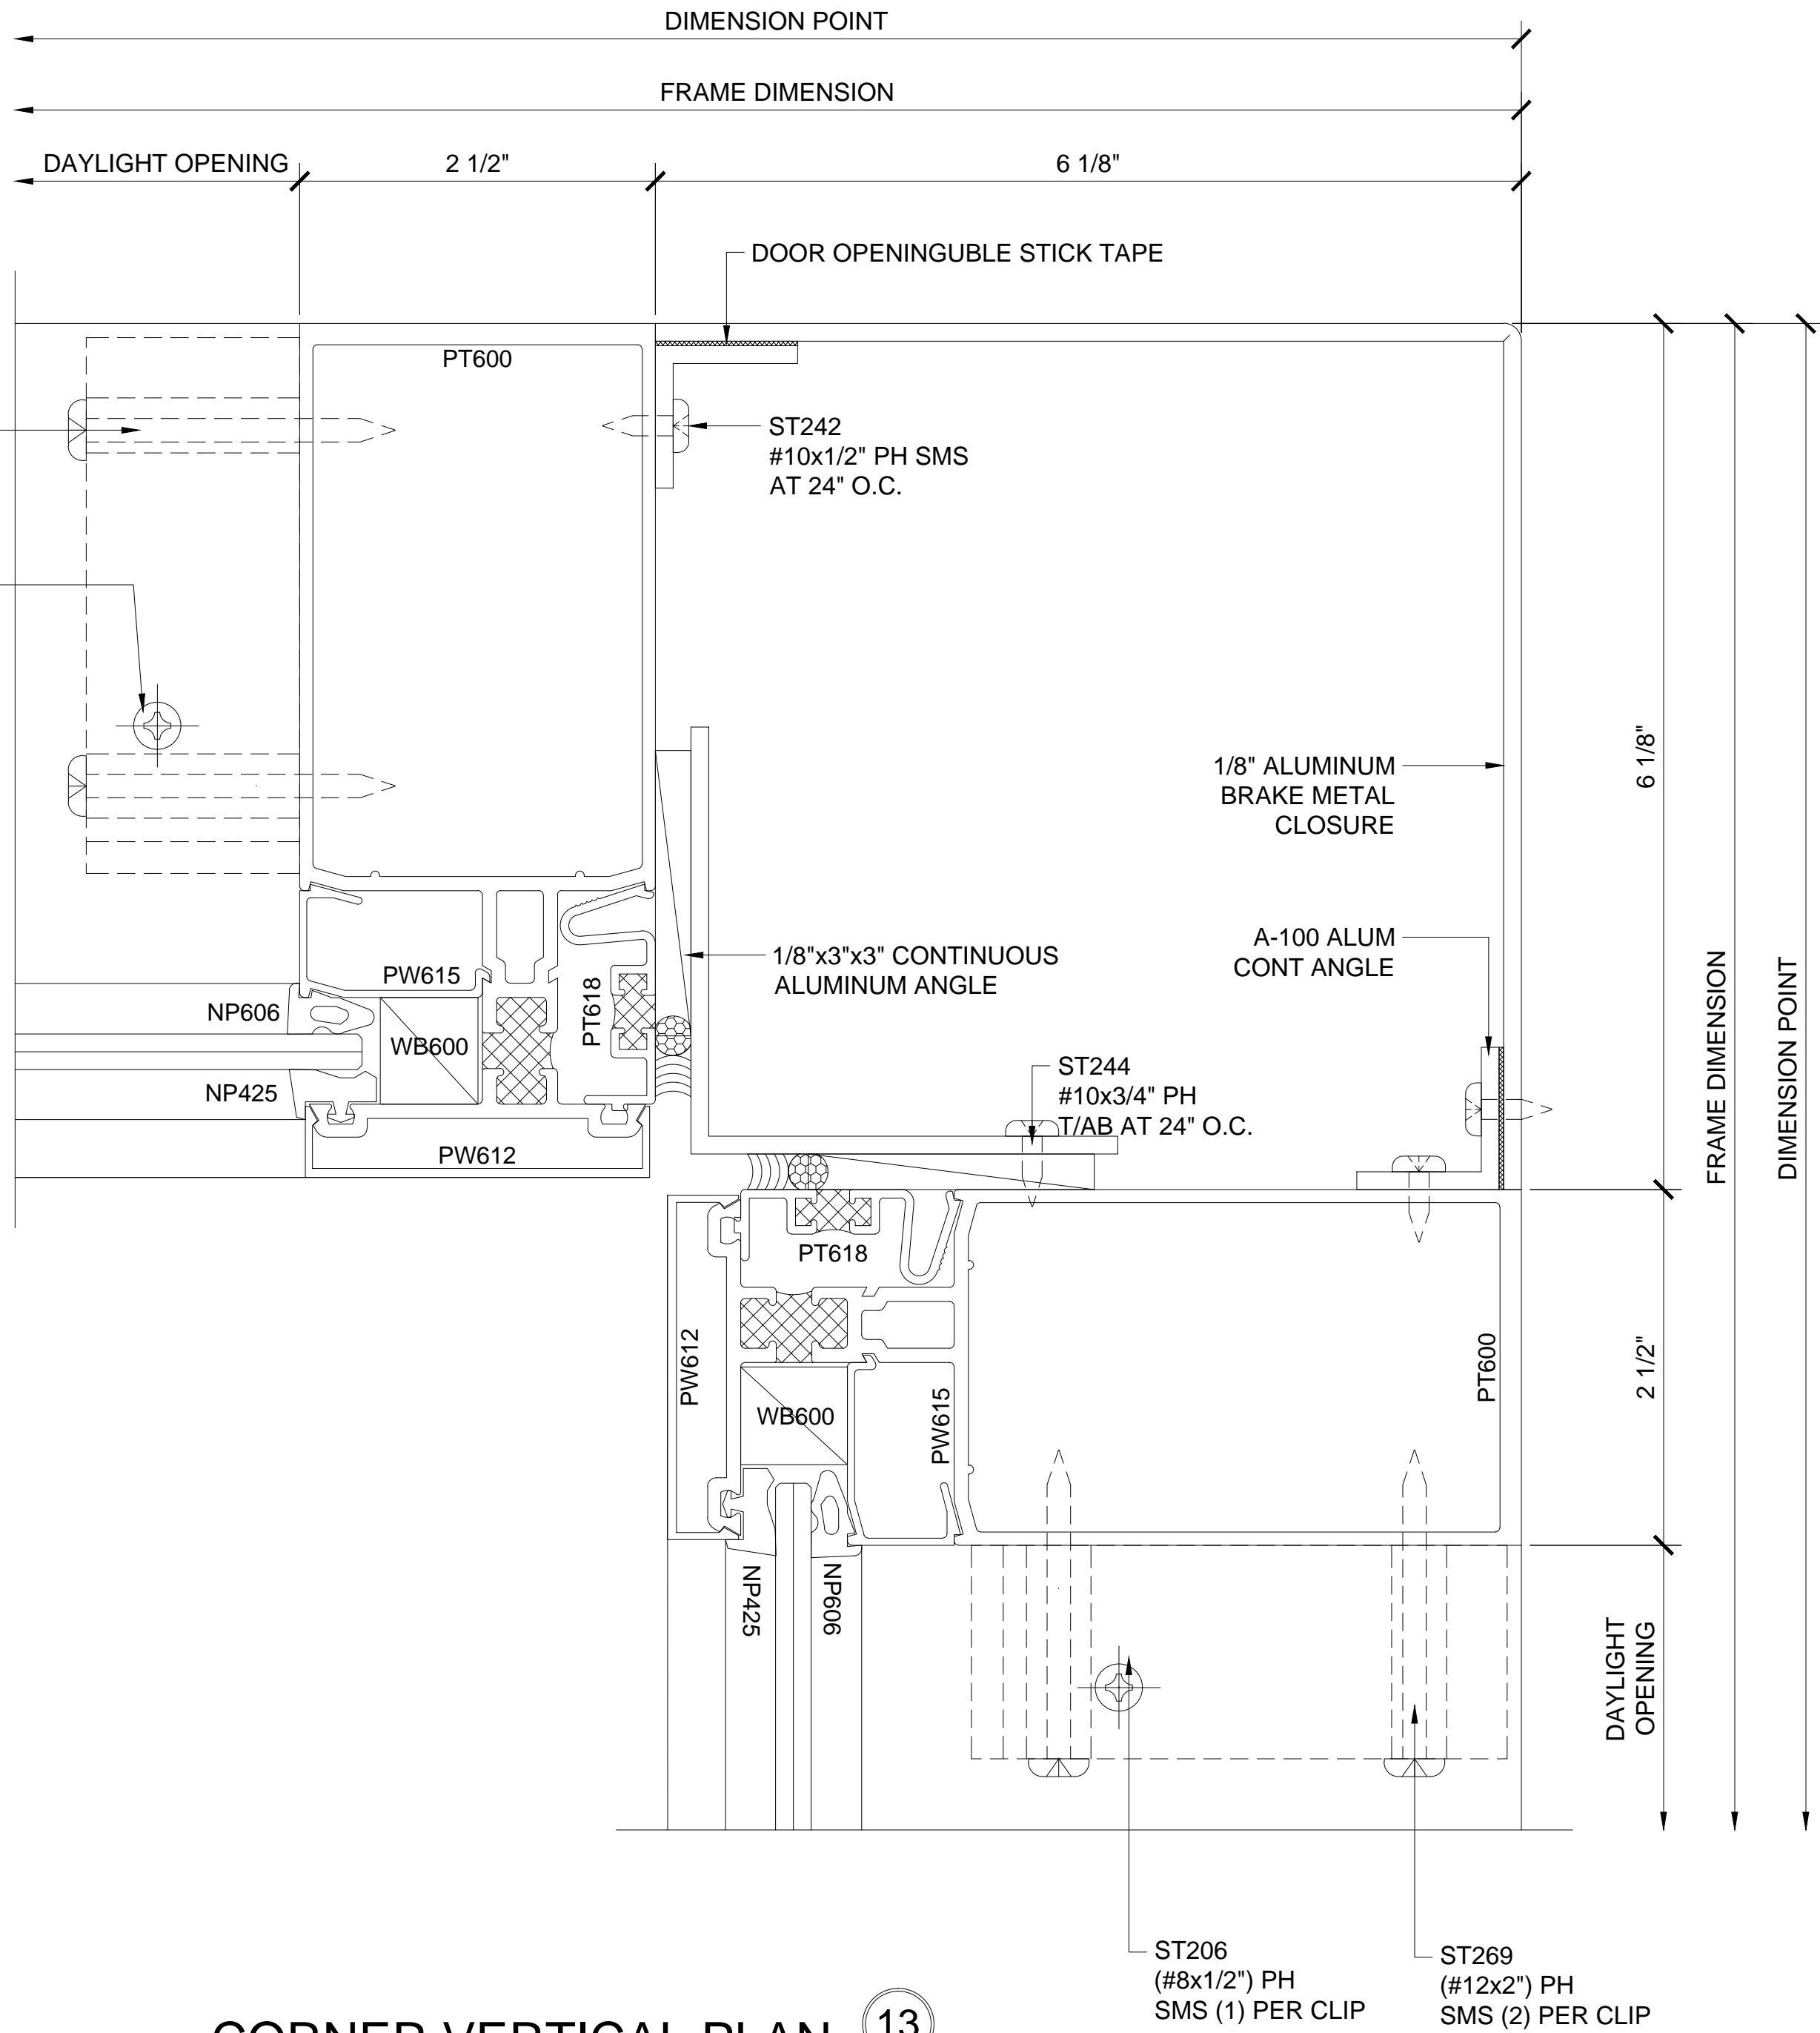 DIMENSION POINT
FRAME DIMENSION
DAYLIGHT OPENING
2 1/2"
6 1/8"
DOOR OPENINGUBLE STICK TAPE
PT600
ST242
#10x1/2" PH SMS
AT 24" O.C.
1/8" ALUMINUM
BRAKE METAL
CLOSURE
6 1/8"
1/8"x3"x3" CONTINUOUS
ALUMINUM ANGLE
A-100 ALUM
CONT ANGLE
FRAME DIMENSION
DIMENSION POINT
PW615
PT618
NP606
WB600
NP425
PW612
ST244
#10x3/4" PH
T/AB AT 24" O.C.
PT618
PW612
WB600
PW615
PT600
2 1/2"
NP425
NP606
DAYLIGHT
OPENING
ST206
(#8x1/2") PH
SMS (1) PER CLIP
ST269
(#12x2") PH
SMS (2) PER CLIP
CORNER VERTICAL PLAN
13